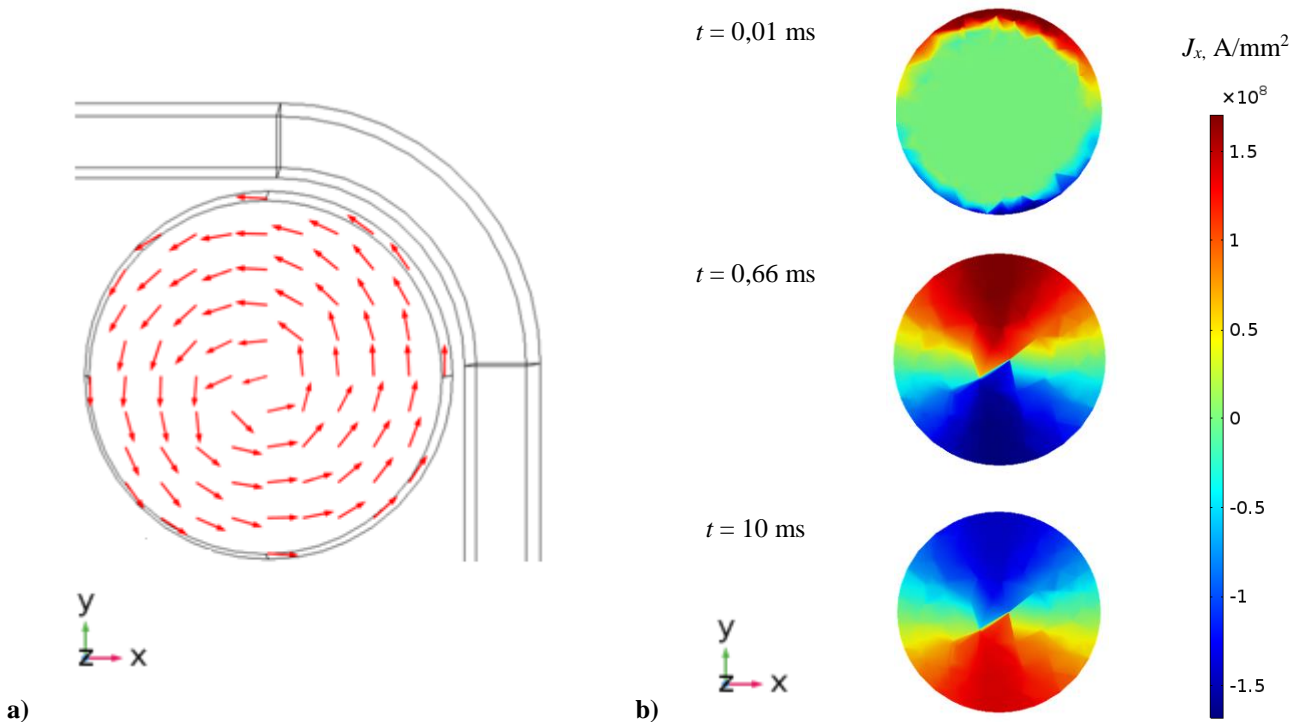 t = 0,01 ms
J_x, A/mm²
×10⁸
1.5
1
t = 0,66 ms
0.5
0
-0.5
t = 10 ms
-1
-1.5
y
z x
y
z x
a)
b)